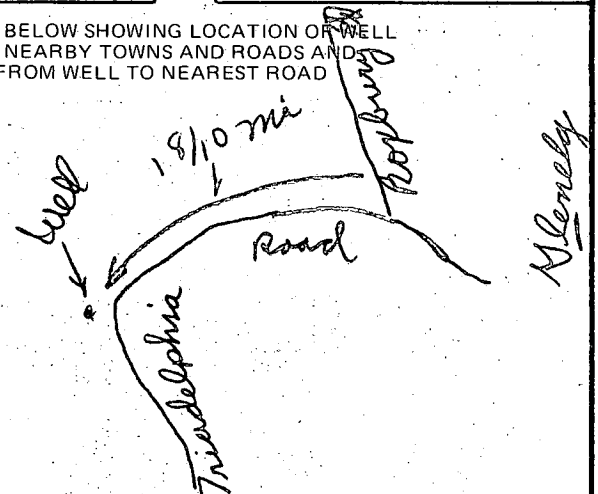 BELOW SHOWING LOCATION OF WELL
NEARBY TOWNS AND ROADS AND
FROM WELL TO NEAREST ROAD
Roxbury Rd
1 8/10 mi
Well
Road
Glenelg
Triadelphia